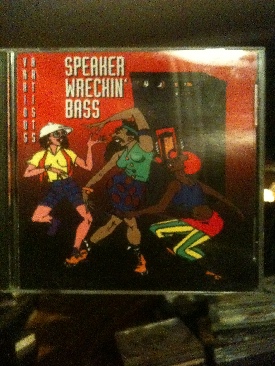 VARIOUS
ARTISTS
SPEAKER
WRECKIN'
BASS